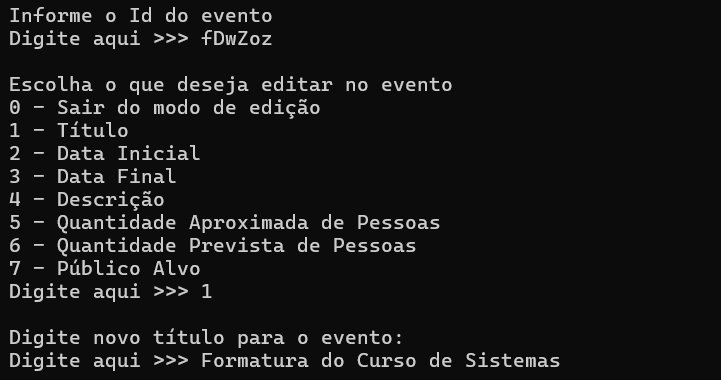 Informe o Id do evento
Digite aqui >>> fDwZoz
Escolha o que deseja editar no evento
0 - Sair do modo de edição
1 - Título
2 - Data Inicial
3 - Data Final
4 - Descrição
5 - Quantidade Aproximada de Pessoas
6 - Quantidade Prevista de Pessoas
7 - Público Alvo
Digite aqui >>> 1
Digite novo título para o evento:
Digite aqui >>> Formatura do Curso de Sistemas